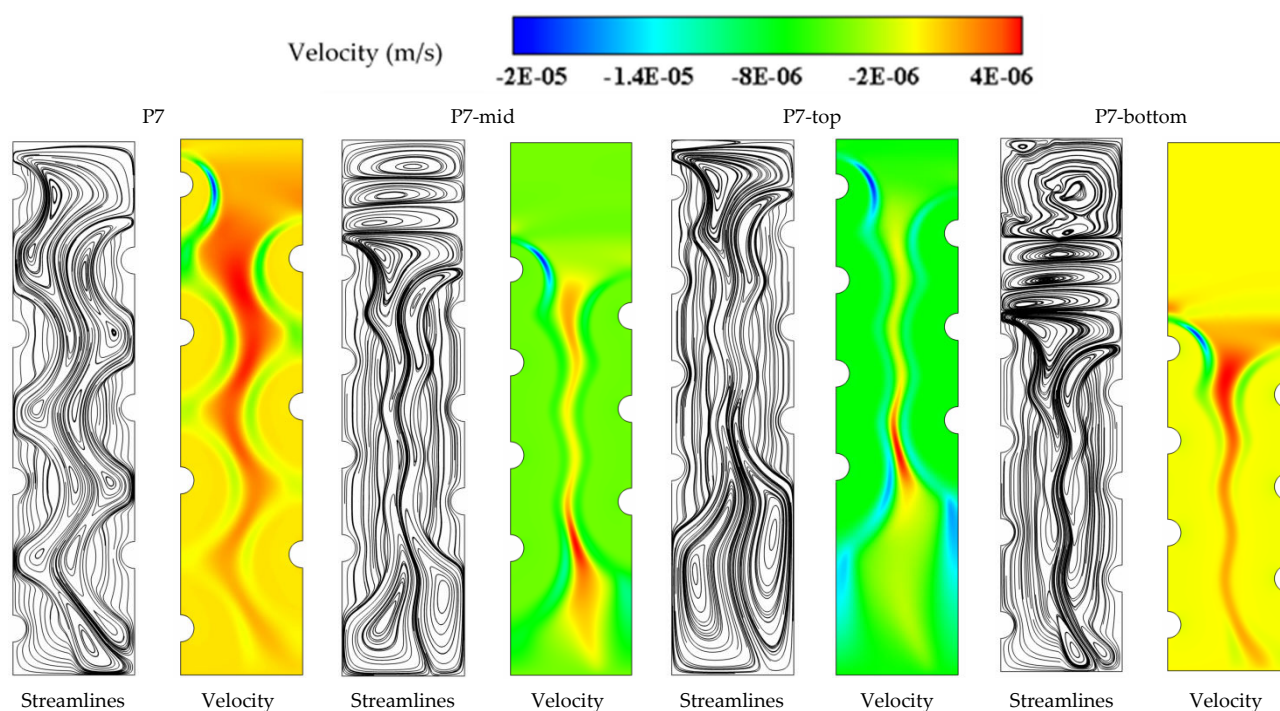 Velocity (m/s)
-2E-05 -1.4E-05 -8E-06 -2E-06 4E-06
P7 P7-mid P7-top P7-bottom
Streamlines Velocity Streamlines Velocity Streamlines Velocity Streamlines Velocity